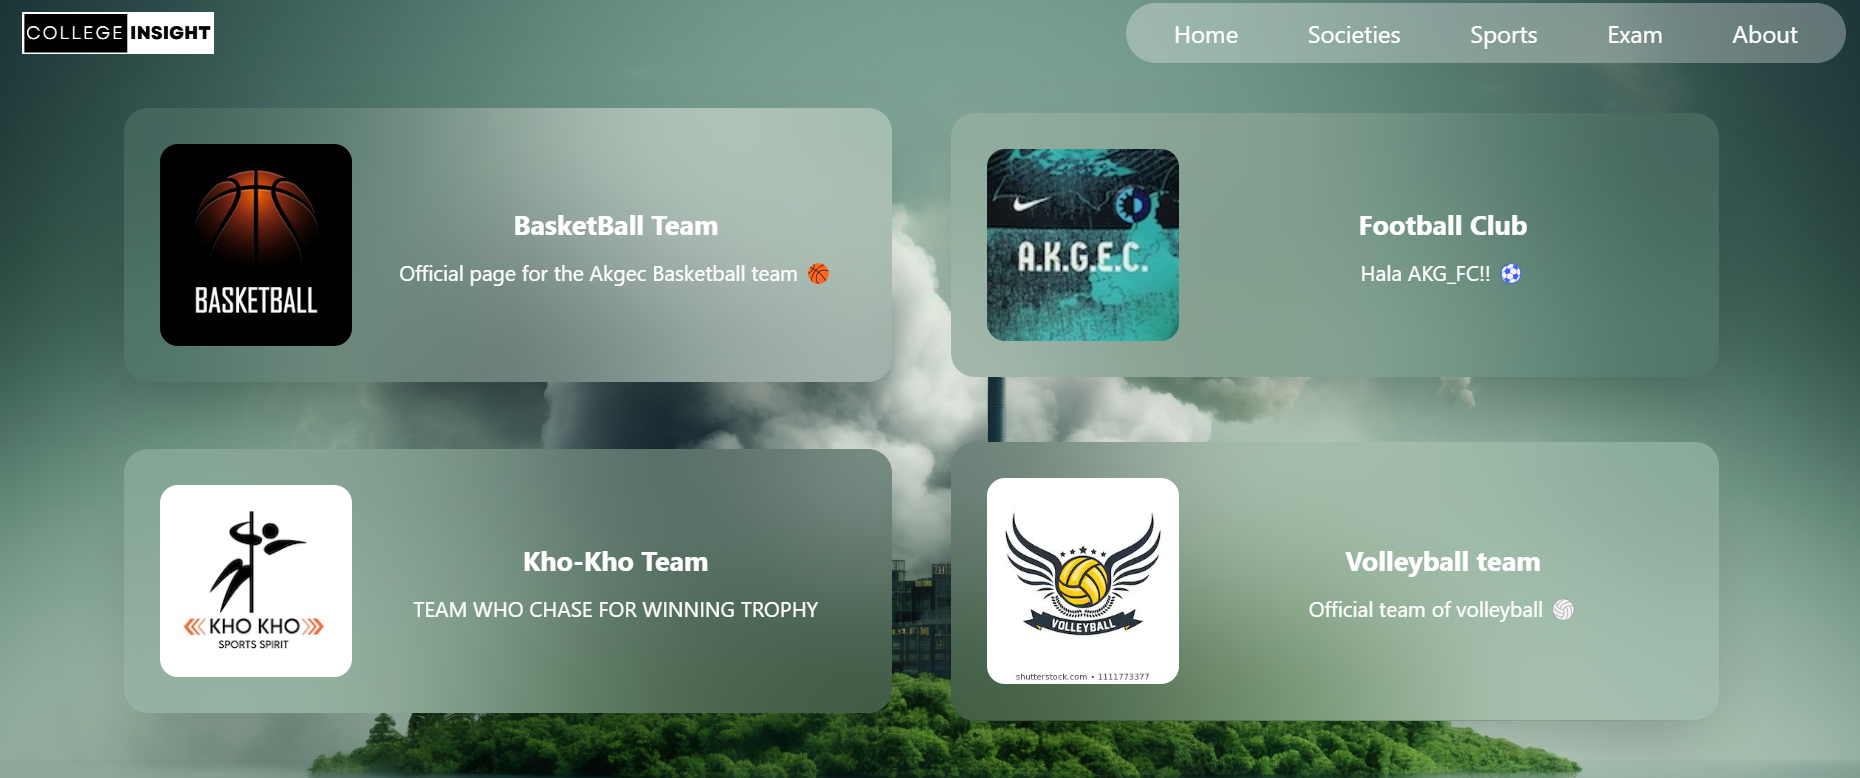 COLLEGE INSIGHT
Home Societies Sports Exam About
BASKETBALL
BasketBall Team
Official page for the Akgec Basketball team 🏀
A.K.G.E.C.
Football Club
Hala AKG_FC!! ⚽
KHO KHO
SPORTS SPIRIT
Kho-Kho Team
TEAM WHO CHASE FOR WINNING TROPHY
VOLLEYBALL
shutterstock.com • 1111773377
Volleyball team
Official team of volleyball 🏐